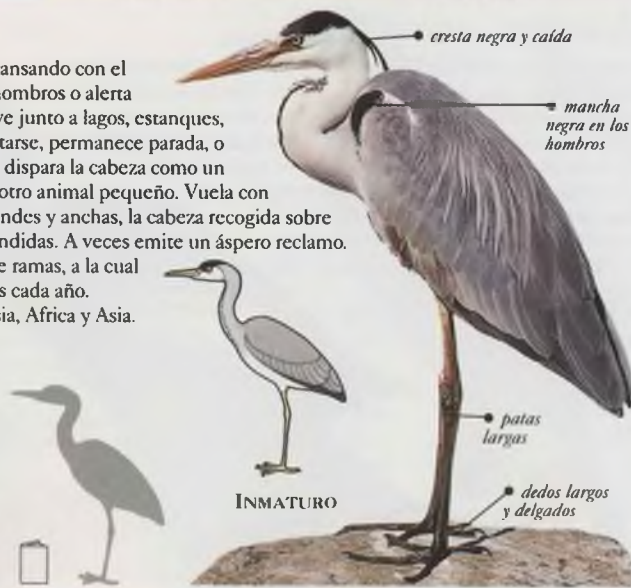 cresta negra y caída
ansando con el
ombros o alerta
ve junto a lagos, estanques,
tarse, permanece parada, o
dispara la cabeza como un
otro animal pequeño. Vuela con
ndes y anchas, la cabeza recogida sobre
ndidas. A veces emite un áspero reclamo.
e ramas, a la cual
s cada año.
sia, Africa y Asia.
mancha
negra en los
hombros
patas
largas
INMATURO
dedos largos
y delgados